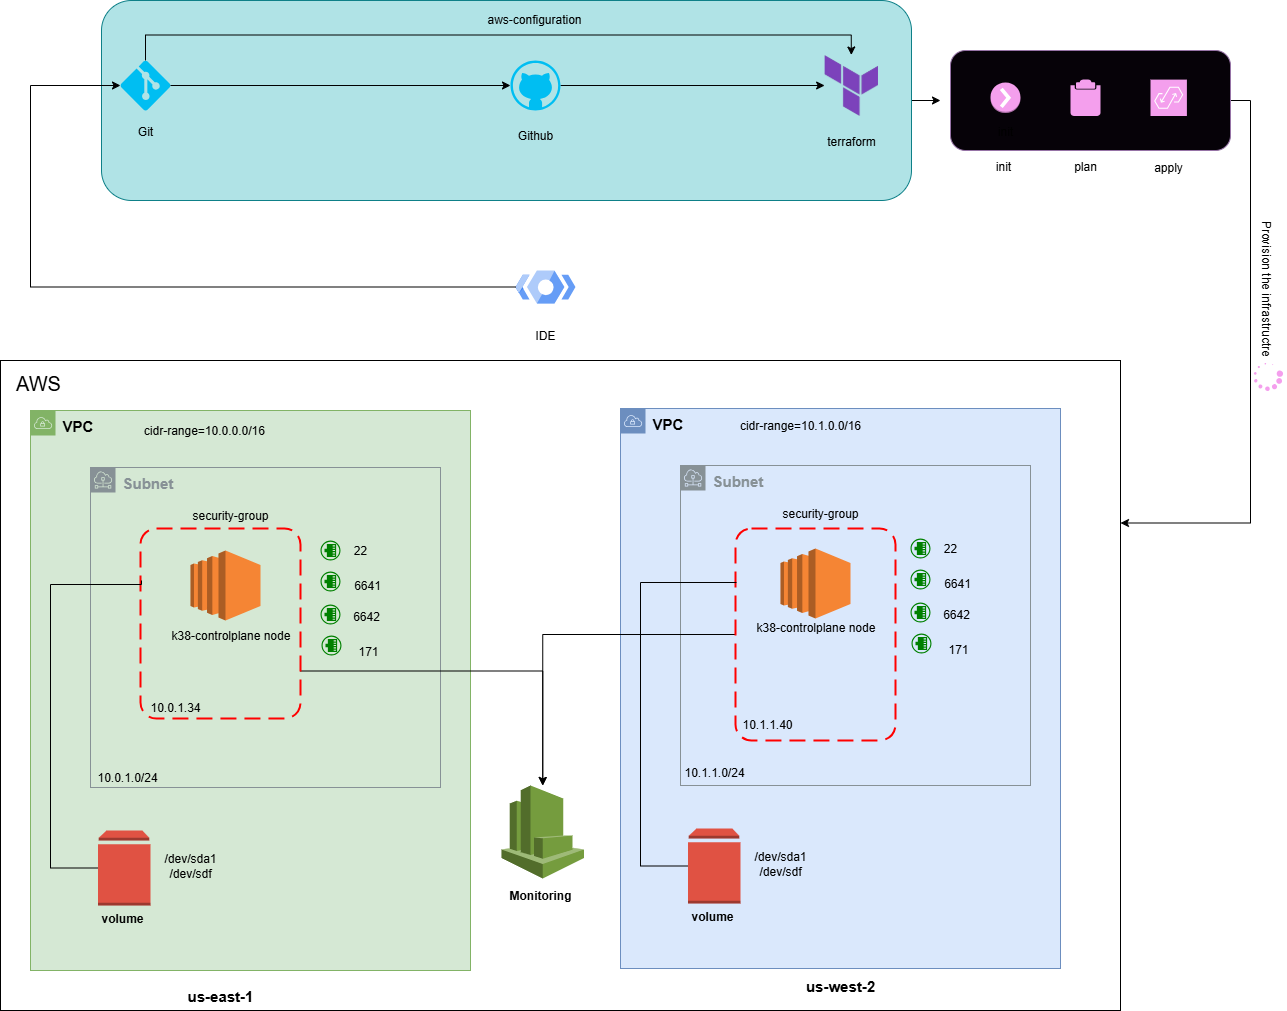 aws-configuration
Git
Github
terraform
init
plan
apply
Provision the infrastructre
IDE
AWS
VPC
cidr-range=10.0.0.0/16
Subnet
security-group
22
6641
6642
171
k38-controlplane node
10.0.1.34
10.0.1.0/24
/dev/sda1
/dev/sdf
volume
us-east-1
Monitoring
VPC
cidr-range=10.1.0.0/16
Subnet
security-group
22
6641
6642
171
k38-controlplane node
10.1.1.40
10.1.1.0/24
/dev/sda1
/dev/sdf
volume
us-west-2